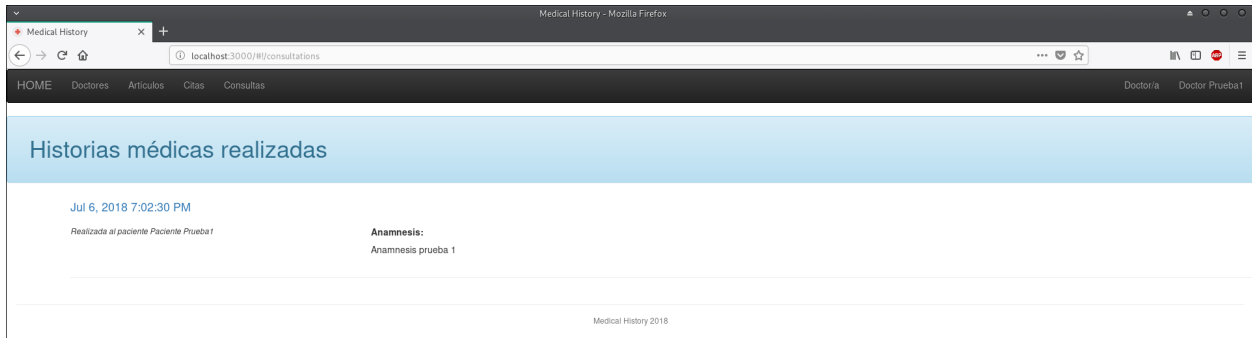 Medical History - Mozilla Firefox
Medical History
localhost:3000/#!/consultations
ABP
HOME Doctores Artículos Citas Consultas Doctor/a Doctor Prueba1
Historias médicas realizadas
Jul 6, 2018 7:02:30 PM
Realizada al paciente Paciente Prueba1
Anamnesis:
Anamnesis prueba 1
Medical History 2018